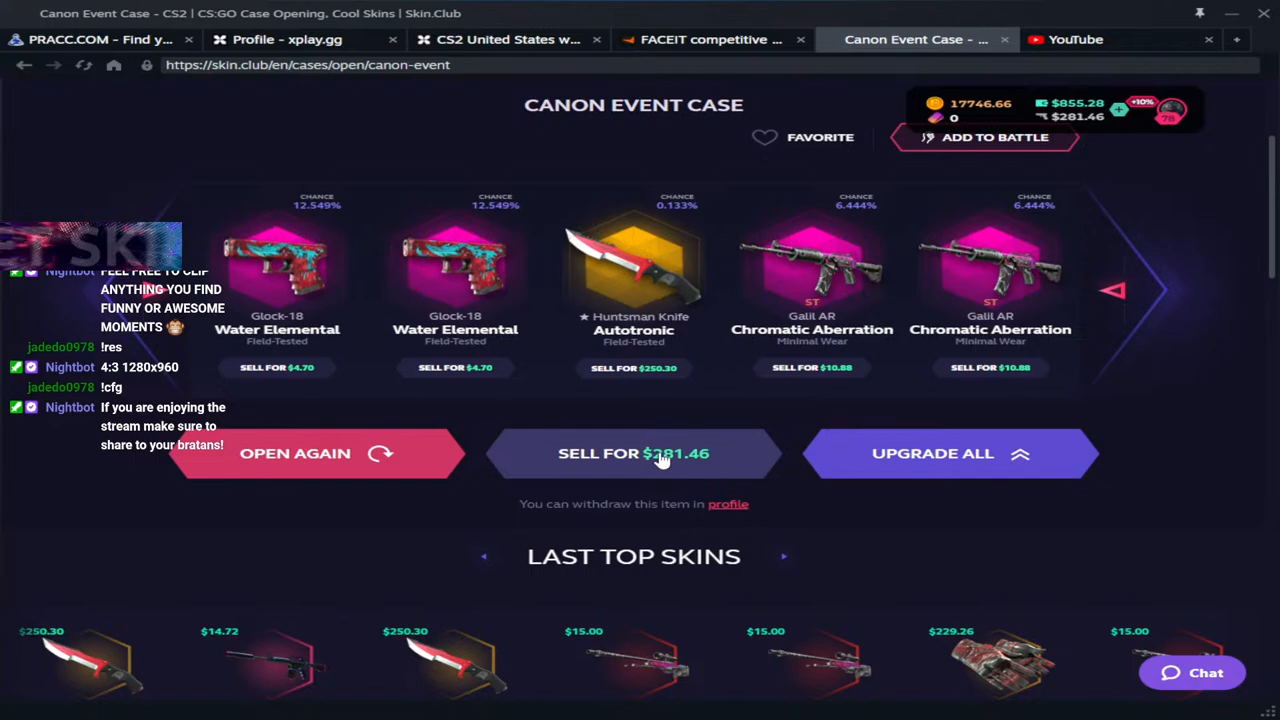 Canon Event Case - CS2 | CS:GO Case Opening, Cool Skins | Skin.Club
PRACC.COM - Find y...
Profile - xplay.gg
CS2 United States w...
FACEIT competitive ...
Canon Event Case - ...
YouTube
https://skin.club/en/cases/open/canon-event
CANON EVENT CASE
17746.66
$855.28
+10%
0
$281.46
78
FAVORITE
ADD TO BATTLE
CHANCE
12.549%
CHANCE
12.549%
CHANCE
0.133%
CHANCE
6.444%
CHANCE
6.444%
ST
ST
Glock-18
Water Elemental
Field-Tested
SELL FOR $4.70
Glock-18
Water Elemental
Field-Tested
SELL FOR $4.70
★ Huntsman Knife
Autotronic
Field-Tested
SELL FOR $250.30
Galil AR
Chromatic Aberration
Minimal Wear
SELL FOR $10.88
Galil AR
Chromatic Aberration
Minimal Wear
SELL FOR $10.88
Nightbot FEEL FREE TO CLIP
ANYTHING YOU FIND
FUNNY OR AWESOME
MOMENTS
jadedo0978 !res
Nightbot 4:3 1280x960
jadedo0978 !cfg
Nightbot If you are enjoying the
stream make sure to
share to your bratans!
OPEN AGAIN
SELL FOR $281.46
UPGRADE ALL
You can withdraw this item in profile
LAST TOP SKINS
$250.30
$14.72
$250.30
$15.00
$15.00
$229.26
$15.00
Chat